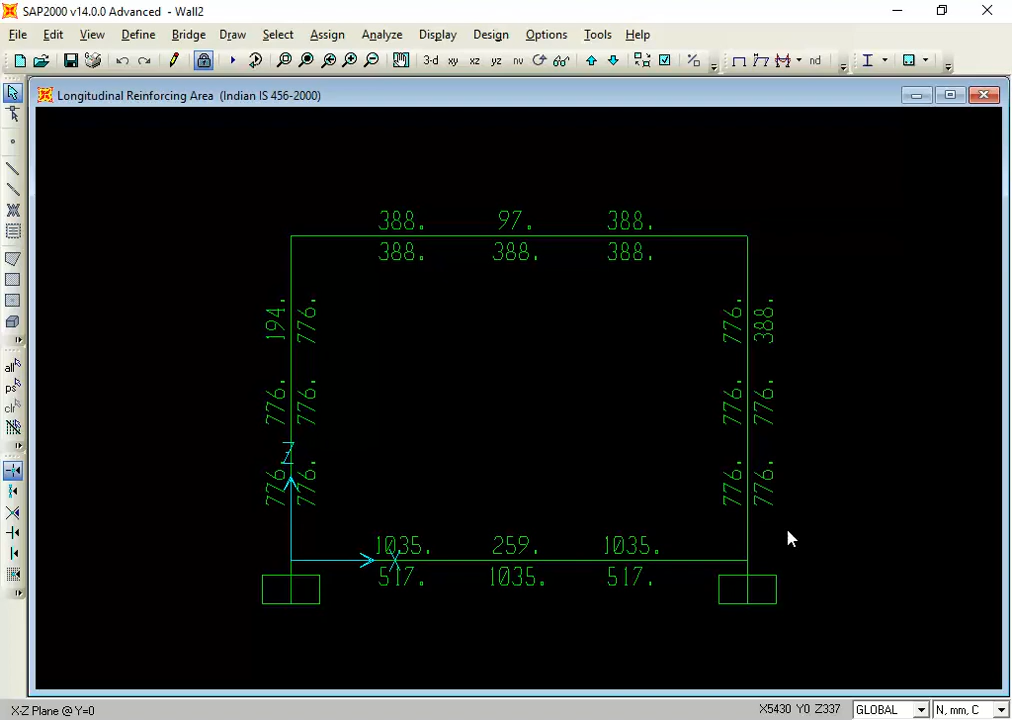 SAP2000 v14.0.0 Advanced - Wall2
File Edit View Define Bridge Draw Select Assign Analyze Display Design Options Tools Help
3-d xy xz yz nv nd
Longitudinal Reinforcing Area (Indian IS 456-2000)
388. 97. 388.
388. 388. 388.
194. 776. 776. 388.
776. 776. 776. 776.
Z
776. 776. 776. 776.
1035. 259. 1035.
X
517. 1035. 517.
all
ps
clr
X-Z Plane @ Y=0 X5430 Y0 Z337 GLOBAL N, mm, C